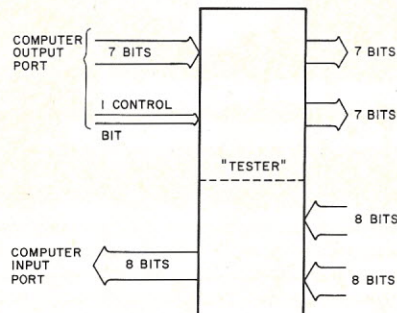 COMPUTER
OUTPUT
PORT
7 BITS
1 CONTROL
BIT
7 BITS
7 BITS
"TESTER"
8 BITS
8 BITS
COMPUTER
INPUT
PORT
8 BITS